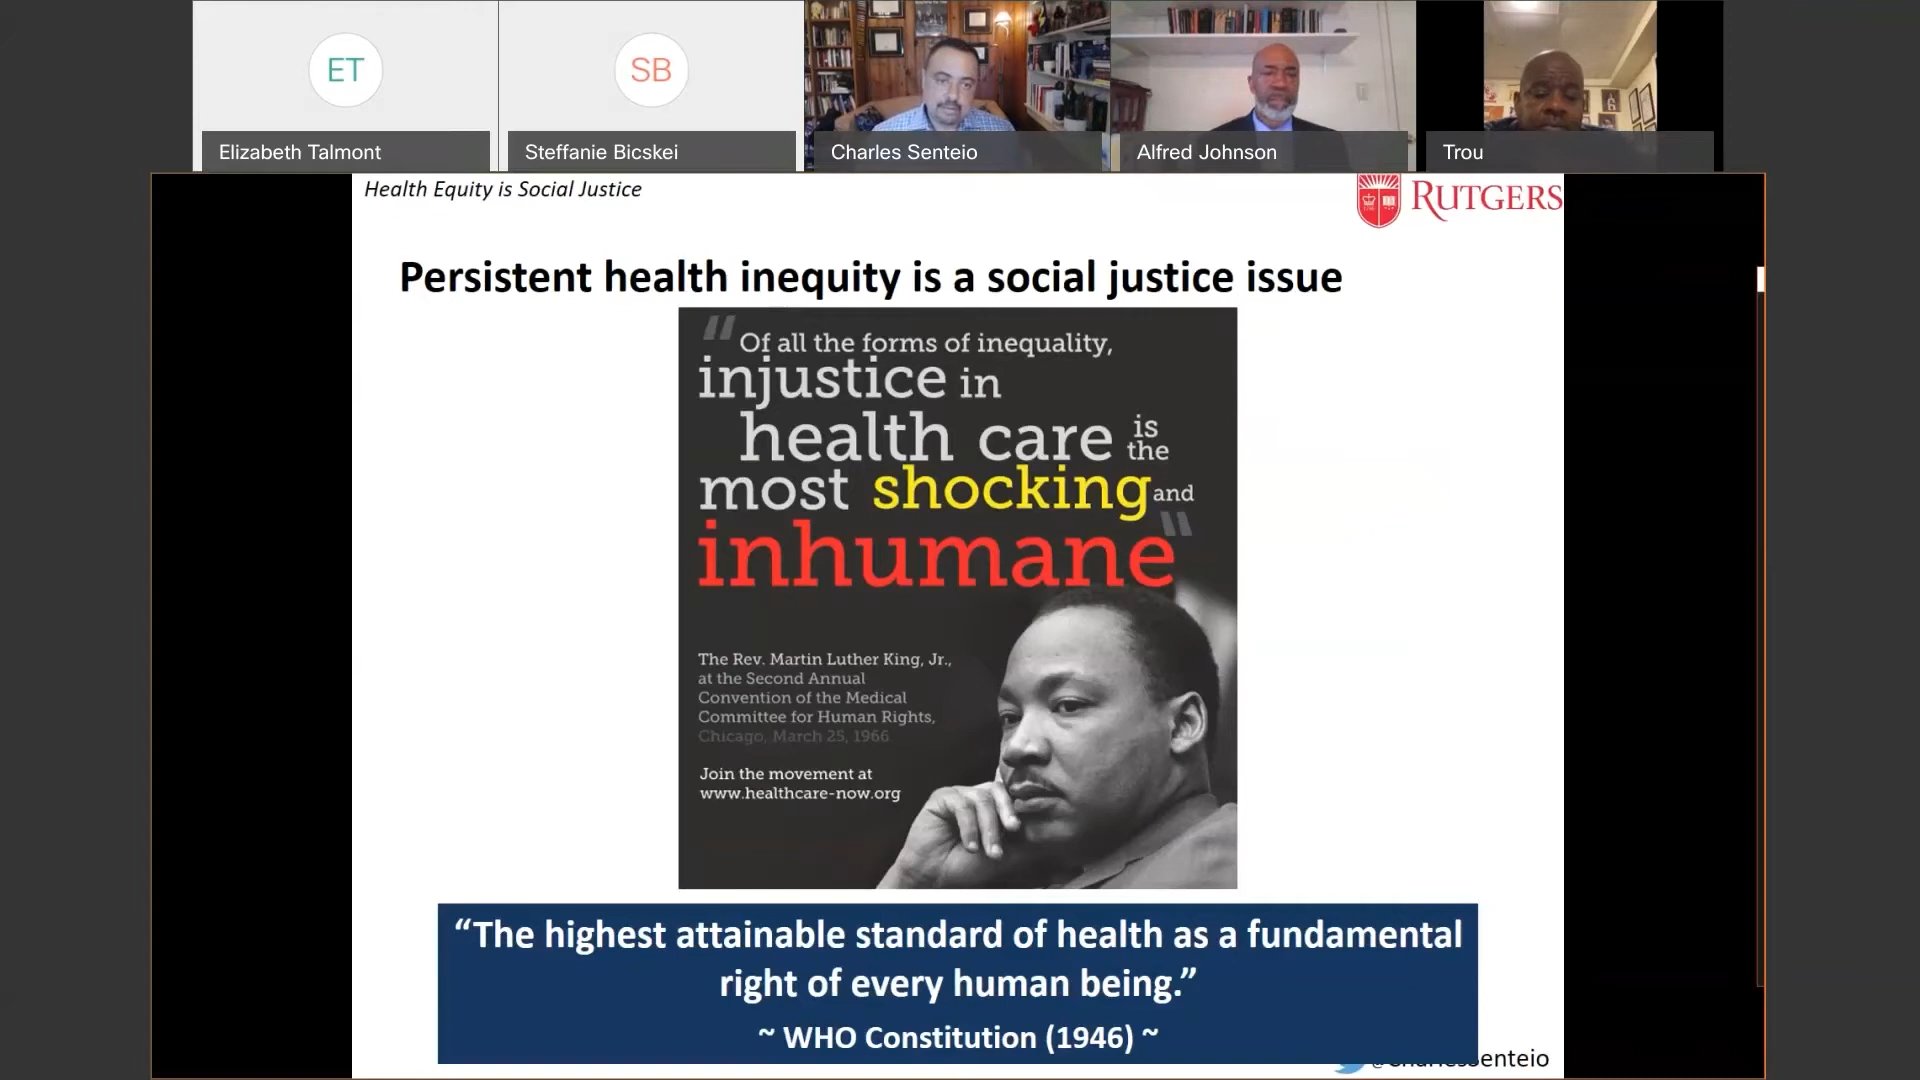 ET
SB
Elizabeth Talmont
Steffanie Bicskei
Charles Senteio
Alfred Johnson
Trou
Health Equity is Social Justice
RUTGERS
Persistent health inequity is a social justice issue
“Of all the forms of inequality,
injustice in
health care is
the
most shocking and
inhumane”
The Rev. Martin Luther King, Jr.,
at the Second Annual
Convention of the Medical
Committee for Human Rights,
Chicago, March 25, 1966
Join the movement at
www.healthcare-now.org
“The highest attainable standard of health as a fundamental
right of every human being.”
~ WHO Constitution (1946) ~
@CharlesSenteio